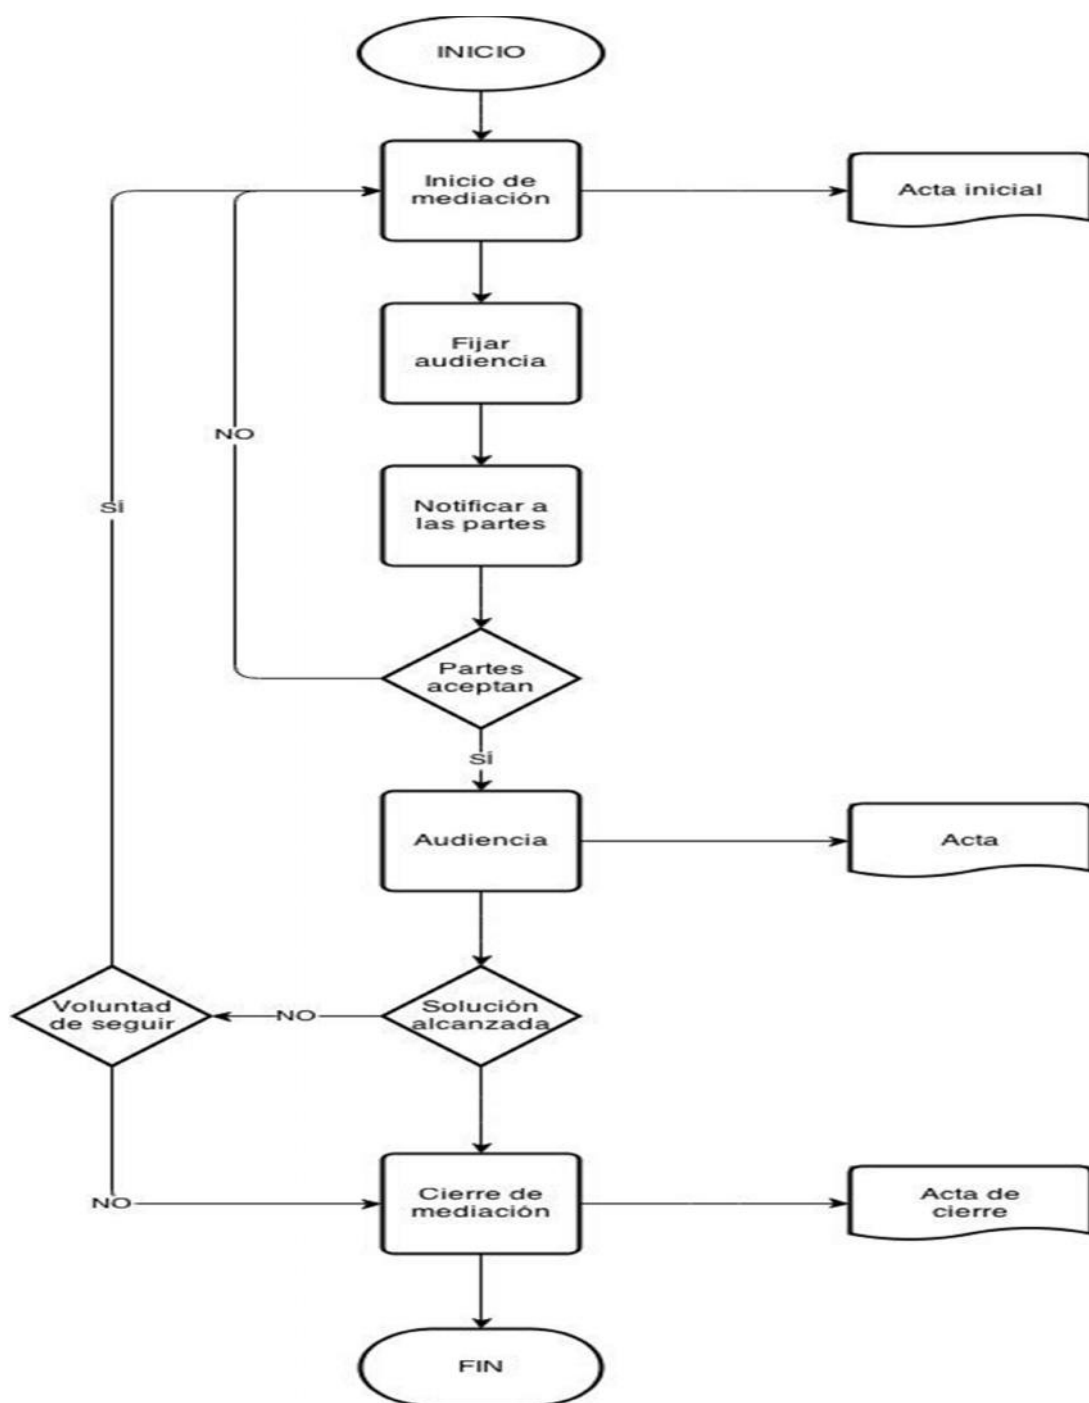 INICIO
Inicio de
mediación
Acta inicial
Fijar
audiencia
NO
Notificar a
las partes
SÍ
Partes
aceptan
SÍ
Audiencia
Acta
Voluntad
de seguir
NO
Solución
alcanzada
NO
Cierre de
mediación
Acta de
cierre
FIN